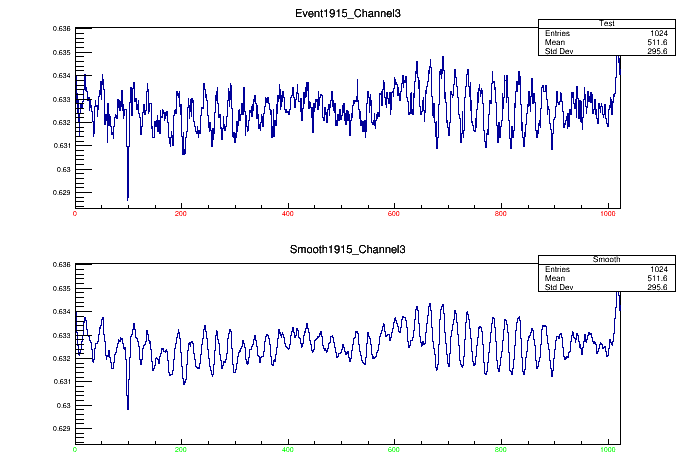 Event1915_Channel3
Test
Entries 1024
Mean 511.6
Std Dev 295.6
0.636
0.635
0.634
0.633
0.632
0.631
0.63
0.629
0 200 400 600 800 1000
Smooth1915_Channel3
Smooth
Entries 1024
Mean 511.6
Std Dev 295.6
0.636
0.635
0.634
0.633
0.632
0.631
0.63
0.629
0 200 400 600 800 1000